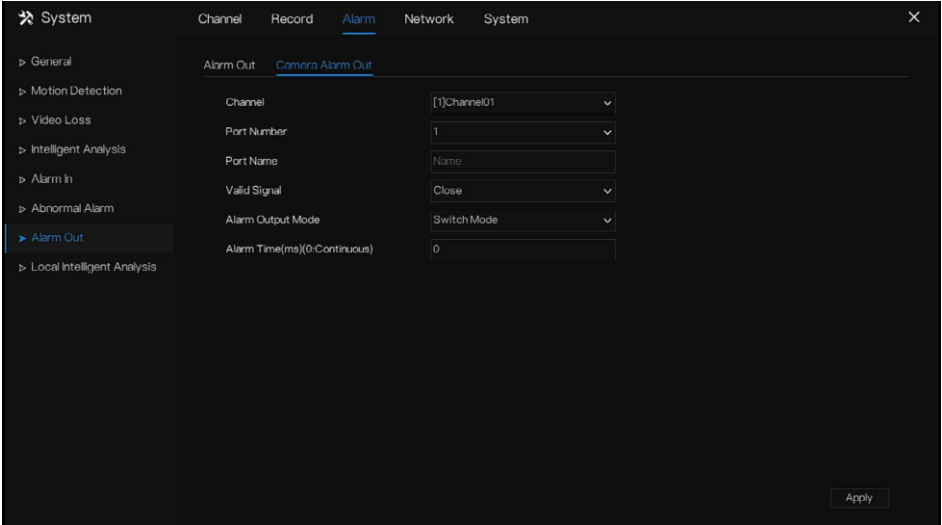 System
Channel Record Alarm Network System
General
Motion Detection
Video Loss
Intelligent Analysis
Alarm In
Abnormal Alarm
Alarm Out
Local Intelligent Analysis
Alarm Out Camera Alarm Out
Channel [1]Channel01
Port Number 1
Port Name Name
Valid Signal Close
Alarm Output Mode Switch Mode
Alarm Time(ms)(0:Continuous) 0
Apply